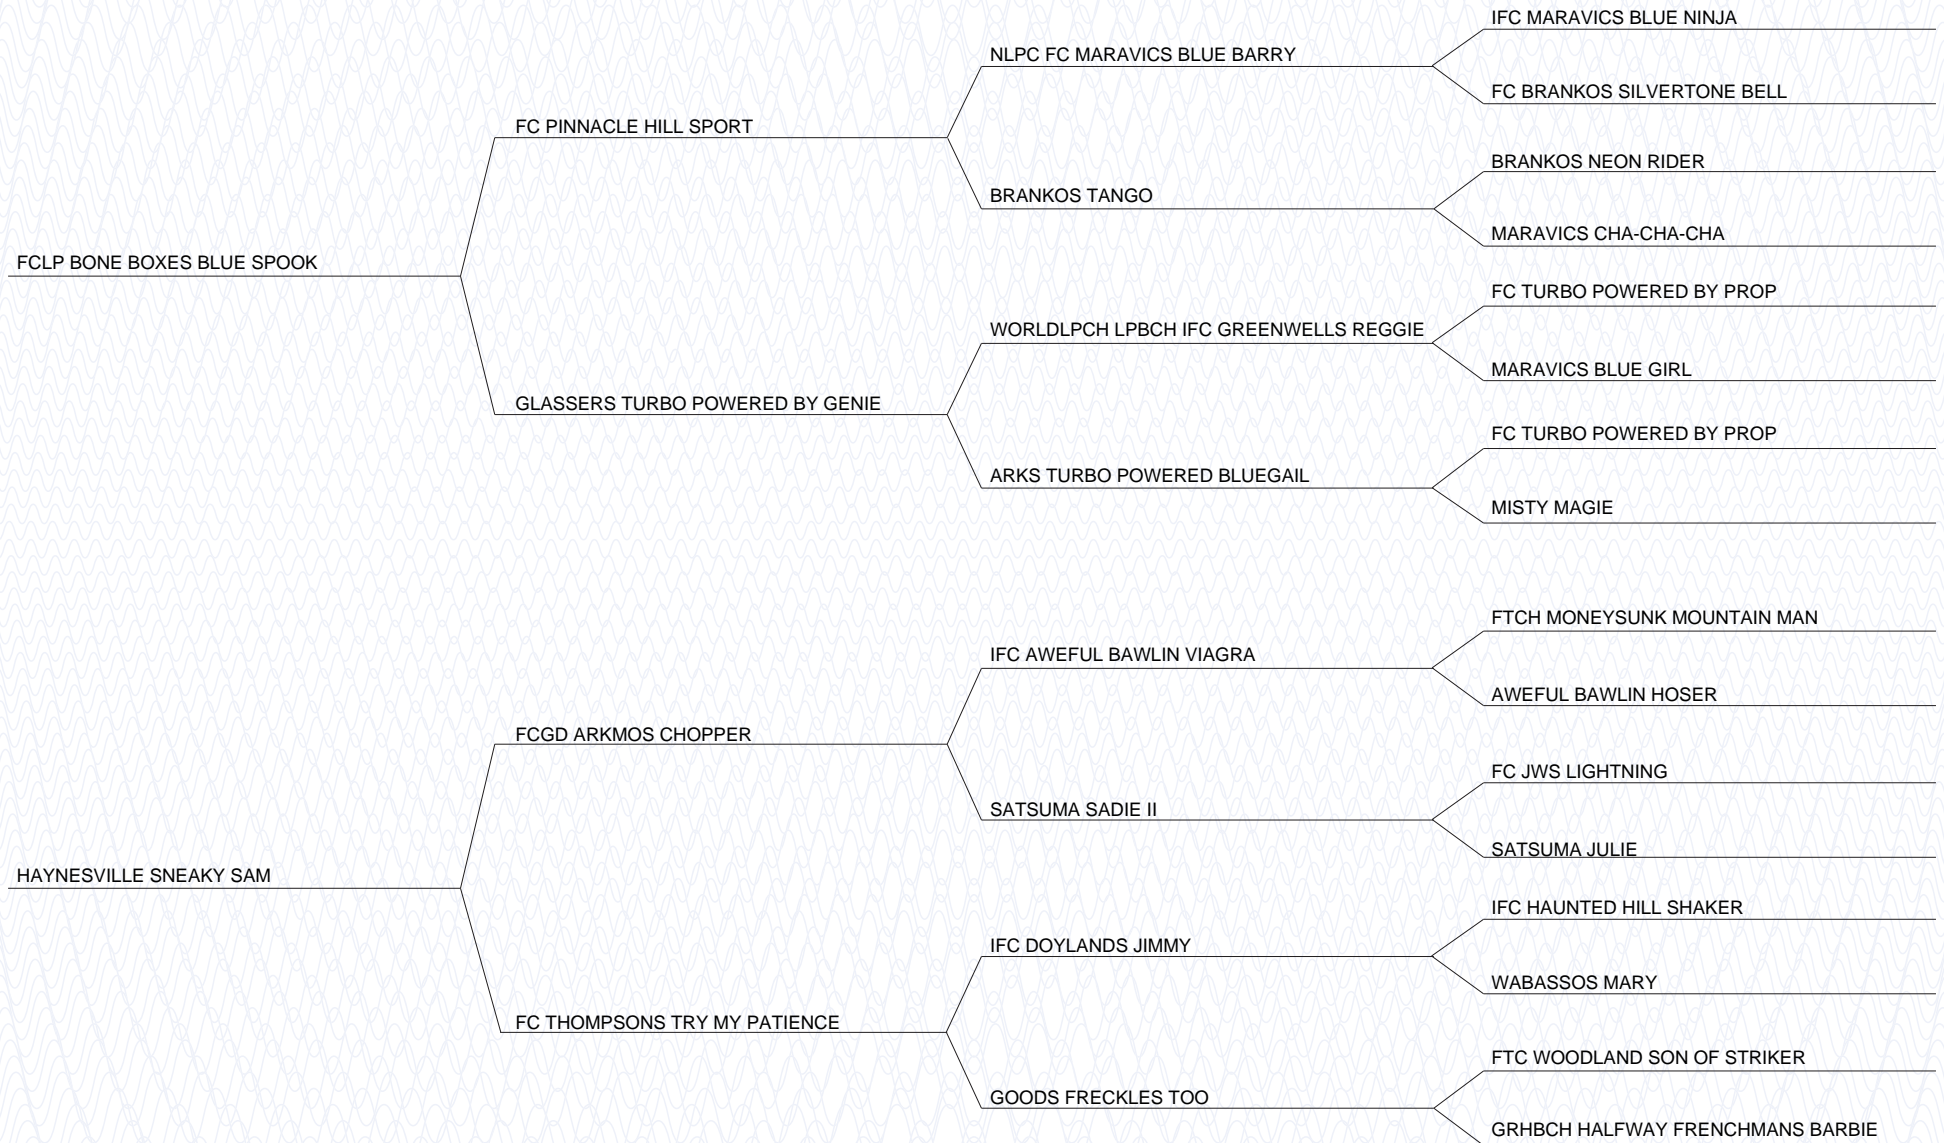 IFC MARAVICS BLUE NINJA
NLPC FC MARAVICS BLUE BARRY
FC BRANKOS SILVERTONE BELL
FC PINNACLE HILL SPORT
BRANKOS NEON RIDER
BRANKOS TANGO
MARAVICS CHA-CHA-CHA
FCLP BONE BOXES BLUE SPOOK
FC TURBO POWERED BY PROP
WORLDLPCH LPBCH IFC GREENWELLS REGGIE
MARAVICS BLUE GIRL
GLASSERS TURBO POWERED BY GENIE
FC TURBO POWERED BY PROP
ARKS TURBO POWERED BLUEGAIL
MISTY MAGIE
FTCH MONEYSUNK MOUNTAIN MAN
IFC AWEFUL BAWLIN VIAGRA
AWEFUL BAWLIN HOSER
FCGD ARKMOS CHOPPER
FC JWS LIGHTNING
SATSUMA SADIE II
SATSUMA JULIE
HAYNESVILLE SNEAKY SAM
IFC HAUNTED HILL SHAKER
IFC DOYLANDS JIMMY
WABASSOS MARY
FC THOMPSONS TRY MY PATIENCE
FTC WOODLAND SON OF STRIKER
GOODS FRECKLES TOO
GRHBCH HALFWAY FRENCHMANS BARBIE